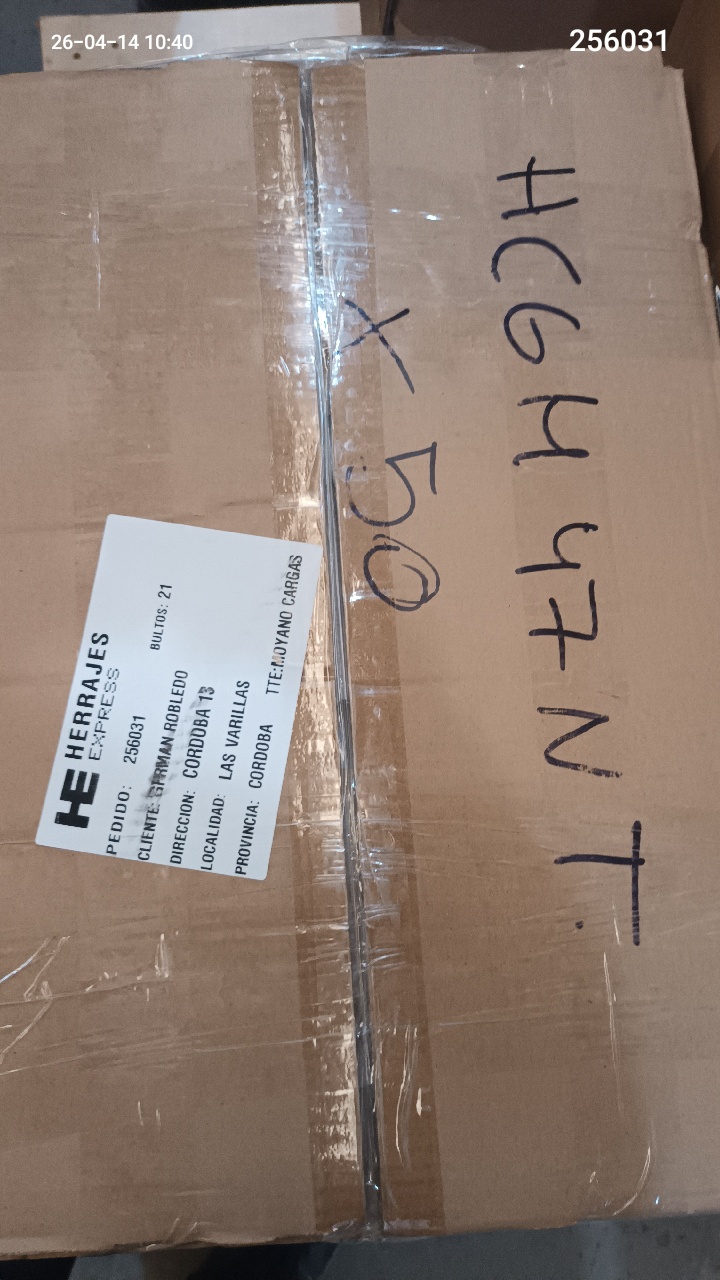 26-04-14 10:40
256031
HCGH47NT.
X 50
HE HERRAJES
EXPRESS
PEDIDO: 256031 BULTOS: 21
CLIENTE: GERMAN ROBLEDO
DIRECCION: CORDOBA 13
LOCALIDAD: LAS VARILLAS
PROVINCIA: CORDOBA TTE:MOYANO CARGAS